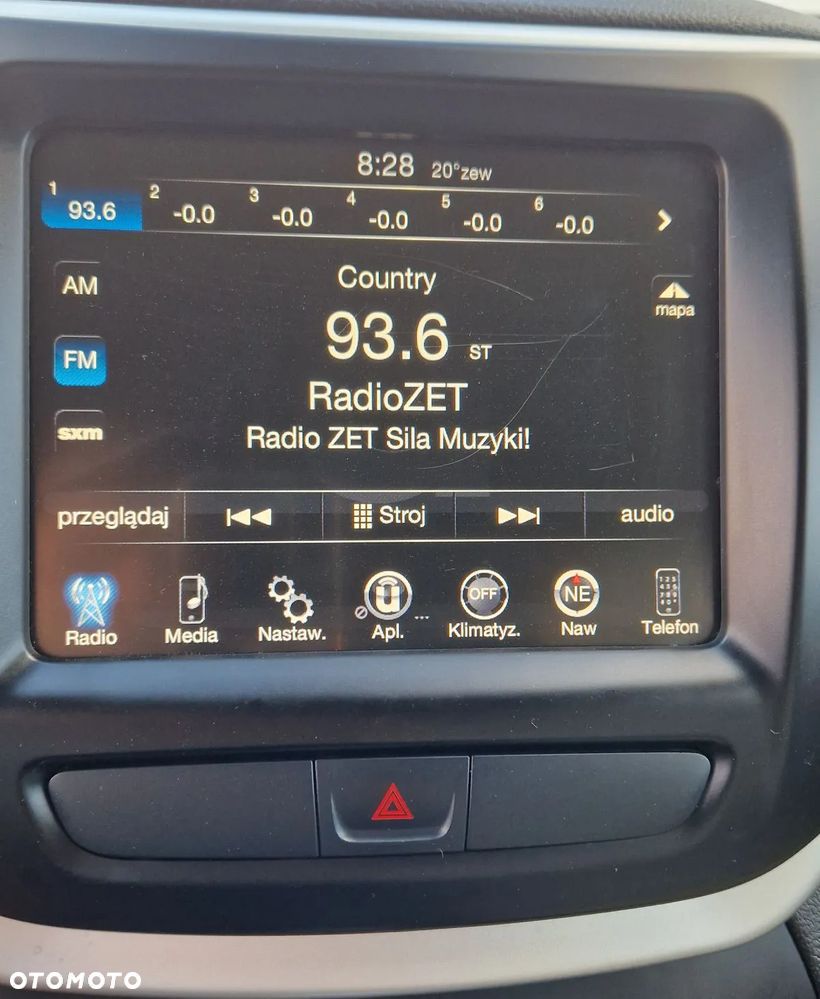 8:28 20°zew
1 93.6 2 -0.0 3 -0.0 4 -0.0 5 -0.0 6 -0.0
AM
Country
mapa
93.6 ST
FM
RadioZET
sxm
Radio ZET Sila Muzyki!
przeglądaj Stroj audio
OFF NE
Radio Media Nastaw. Apl. ... Klimatyz. Naw Telefon
OTOMOTO